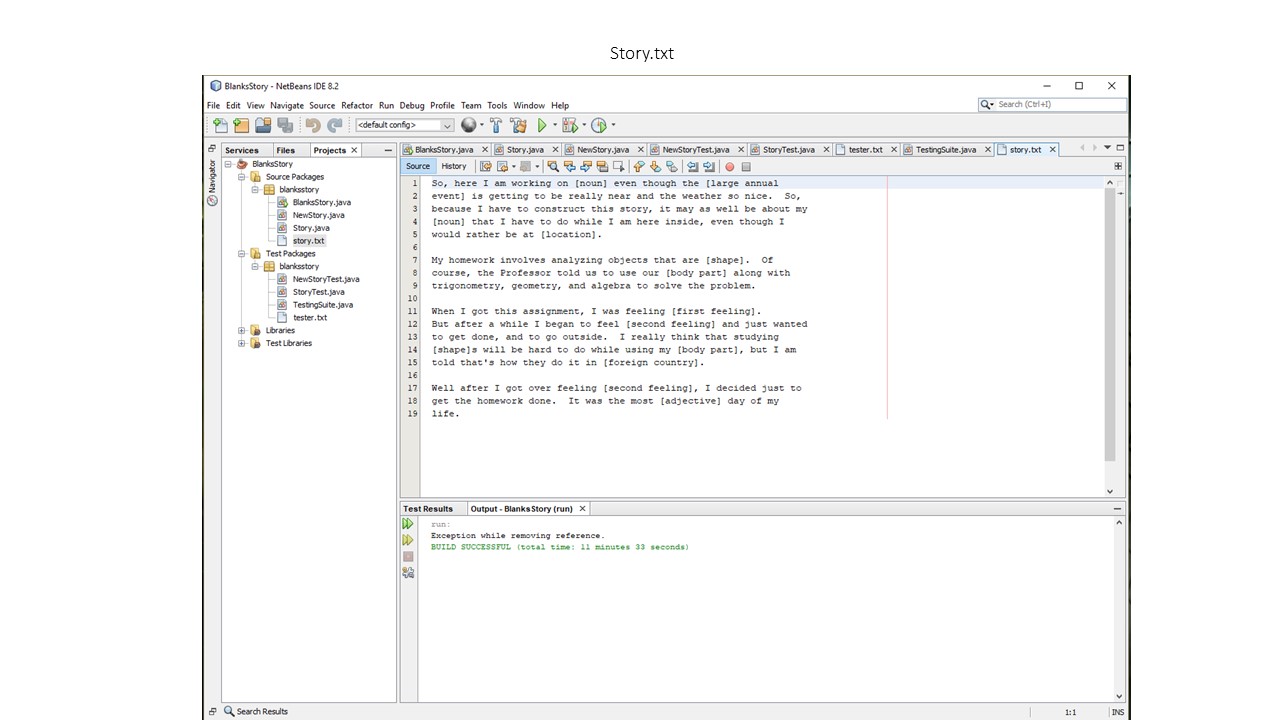 Story.txt
BlanksStory - NetBeans IDE 8.2
File Edit View Navigate Source Refactor Run Debug Profile Team Tools Window Help
Search (Ctrl+I)
<default config>
Services Files Projects
BlanksStory.java Story.java NewStory.java NewStoryTest.java StoryTest.java tester.txt TestingSuite.java story.txt
Navigator
BlanksStory
Source Packages
blanksstory
BlanksStory.java
NewStory.java
Story.java
story.txt
Test Packages
blanksstory
NewStoryTest.java
StoryTest.java
TestingSuite.java
tester.txt
Libraries
Test Libraries
Source History
1 So, here I am working on [noun] even though the [large annual
2 event] is getting to be really near and the weather so nice.  So,
3 because I have to construct this story, it may as well be about my
4 [noun] that I have to do while I am here inside, even though I
5 would rather be at [location].
6
7 My homework involves analyzing objects that are [shape].  Of
8 course, the Professor told us to use our [body part] along with
9 trigonometry, geometry, and algebra to solve the problem.
10
11 When I got this assignment, I was feeling [first feeling].
12 But after a while I began to feel [second feeling] and just wanted
13 to get done, and to go outside.  I really think that studying
14 [shape]s will be hard to do while using my [body part], but I am
15 told that's how they do it in [foreign country].
16
17 Well after I got over feeling [second feeling], I decided just to
18 get the homework done.  It was the most [adjective] day of my
19 life.
Test Results Output - BlanksStory (run)
run:
Exception while removing reference.
BUILD SUCCESSFUL (total time: 11 minutes 33 seconds)
Search Results
1:1 INS